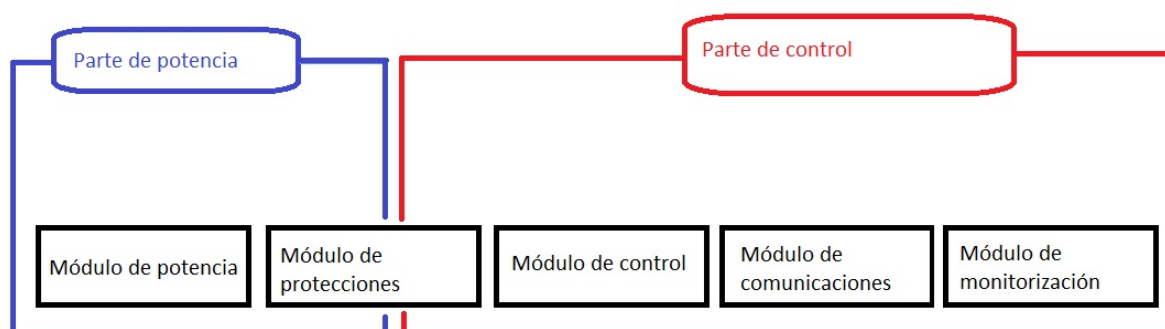 Parte de potencia
Parte de control
Módulo de potencia
Módulo de
protecciones
Módulo de control
Módulo de
comunicaciones
Módulo de
monitorización